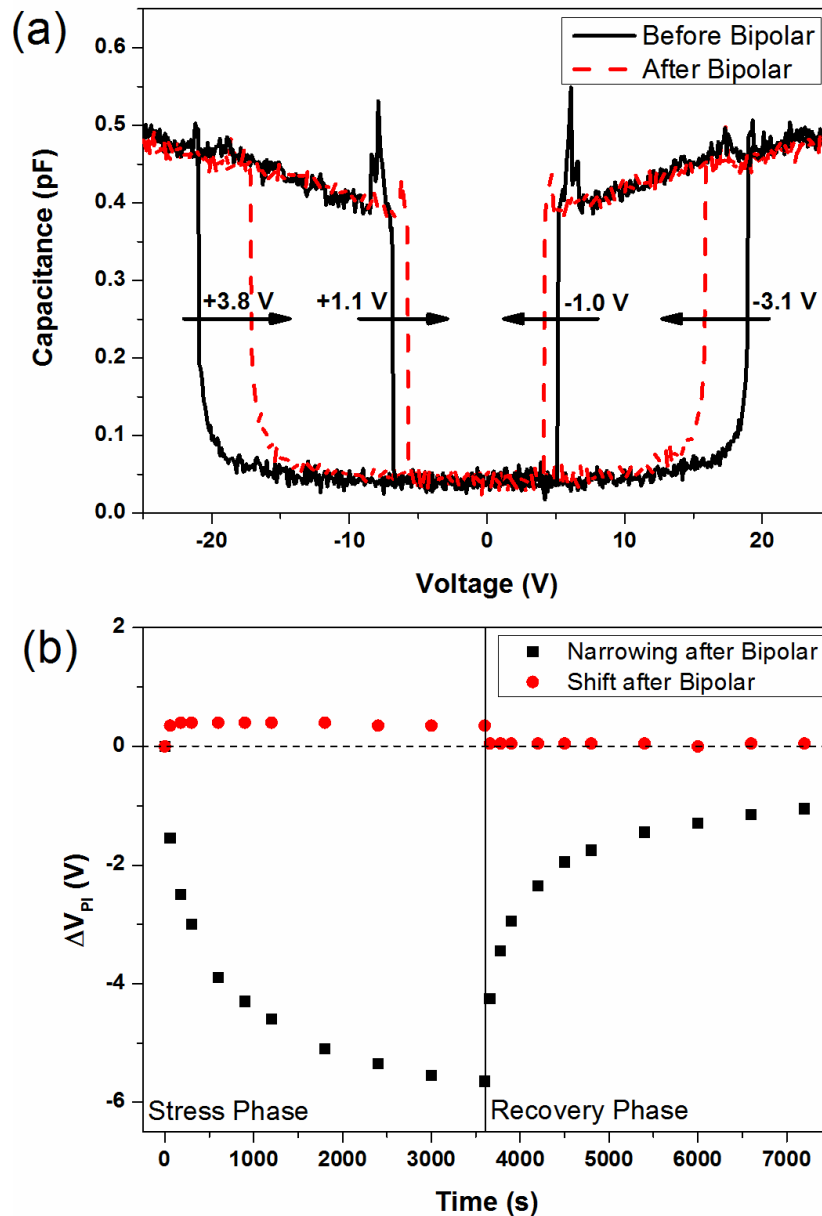 (a)
Before Bipolar
After Bipolar
0.6
0.5
0.4
0.3
0.2
0.1
0.0
Capacitance (pF)
+3.8 V
+1.1 V
-1.0 V
-3.1 V
-20
-10
0
10
20
Voltage (V)
(b)
Narrowing after Bipolar
Shift after Bipolar
2
0
-2
-4
-6
ΔV_PI (V)
Stress Phase
Recovery Phase
0
1000
2000
3000
4000
5000
6000
7000
Time (s)